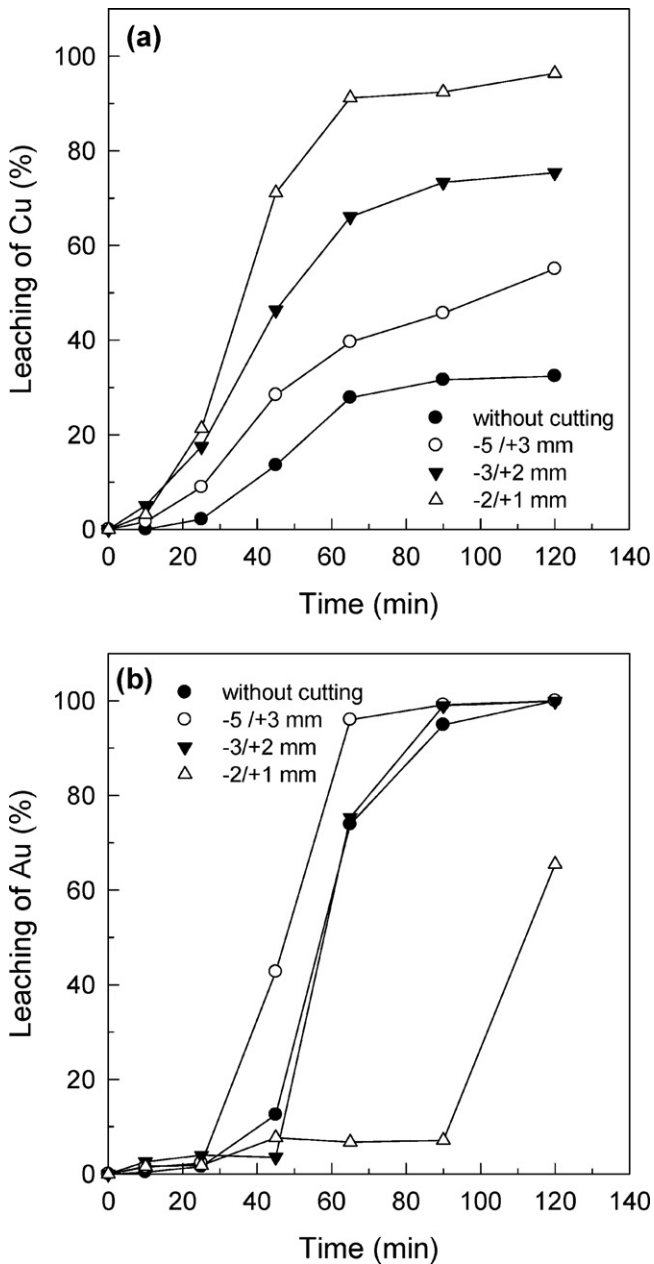 (a)
100
80
60
40
20
0
Leaching of Cu (%)
without cutting
-5 /+3 mm
-3/+2 mm
-2/+1 mm
0 20 40 60 80 100 120 140
Time (min)
(b)
100
80
60
40
20
0
Leaching of Au (%)
without cutting
-5 /+3 mm
-3/+2 mm
-2/+1 mm
0 20 40 60 80 100 120 140
Time (min)